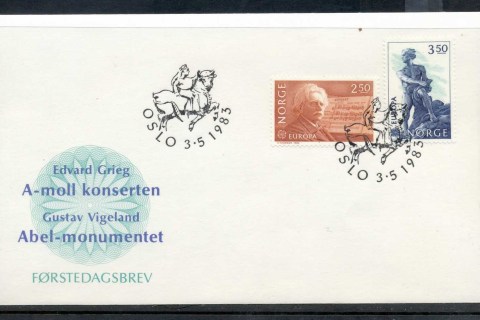 OSLO 3·5·1983
NORGE
2.50
EUROPA
3.50
EUROPA
NORGE
OSLO 3·5·1983
Edvard Grieg
A-moll konserten
Gustav Vigeland
Abel-monumentet
FØRSTEDAGSBREV